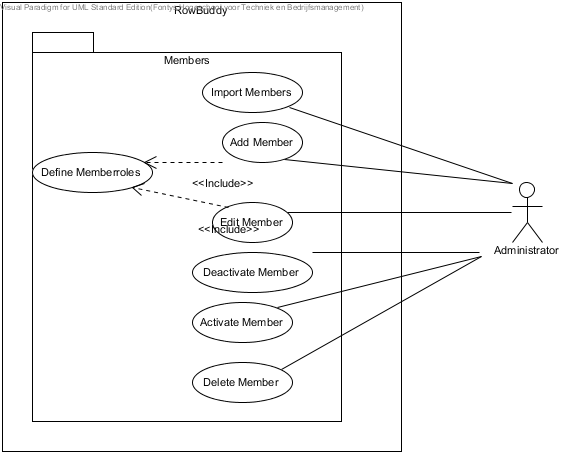 Visual Paradigm for UML Standard Edition(Fontys Hogeschool voor Techniek en Bedrijfsmanagement)
RowBuddy
Members
Import Members
Add Member
Define Memberroles
<<Include>>
Edit Member
<<Include>>
Administrator
Deactivate Member
Activate Member
Delete Member